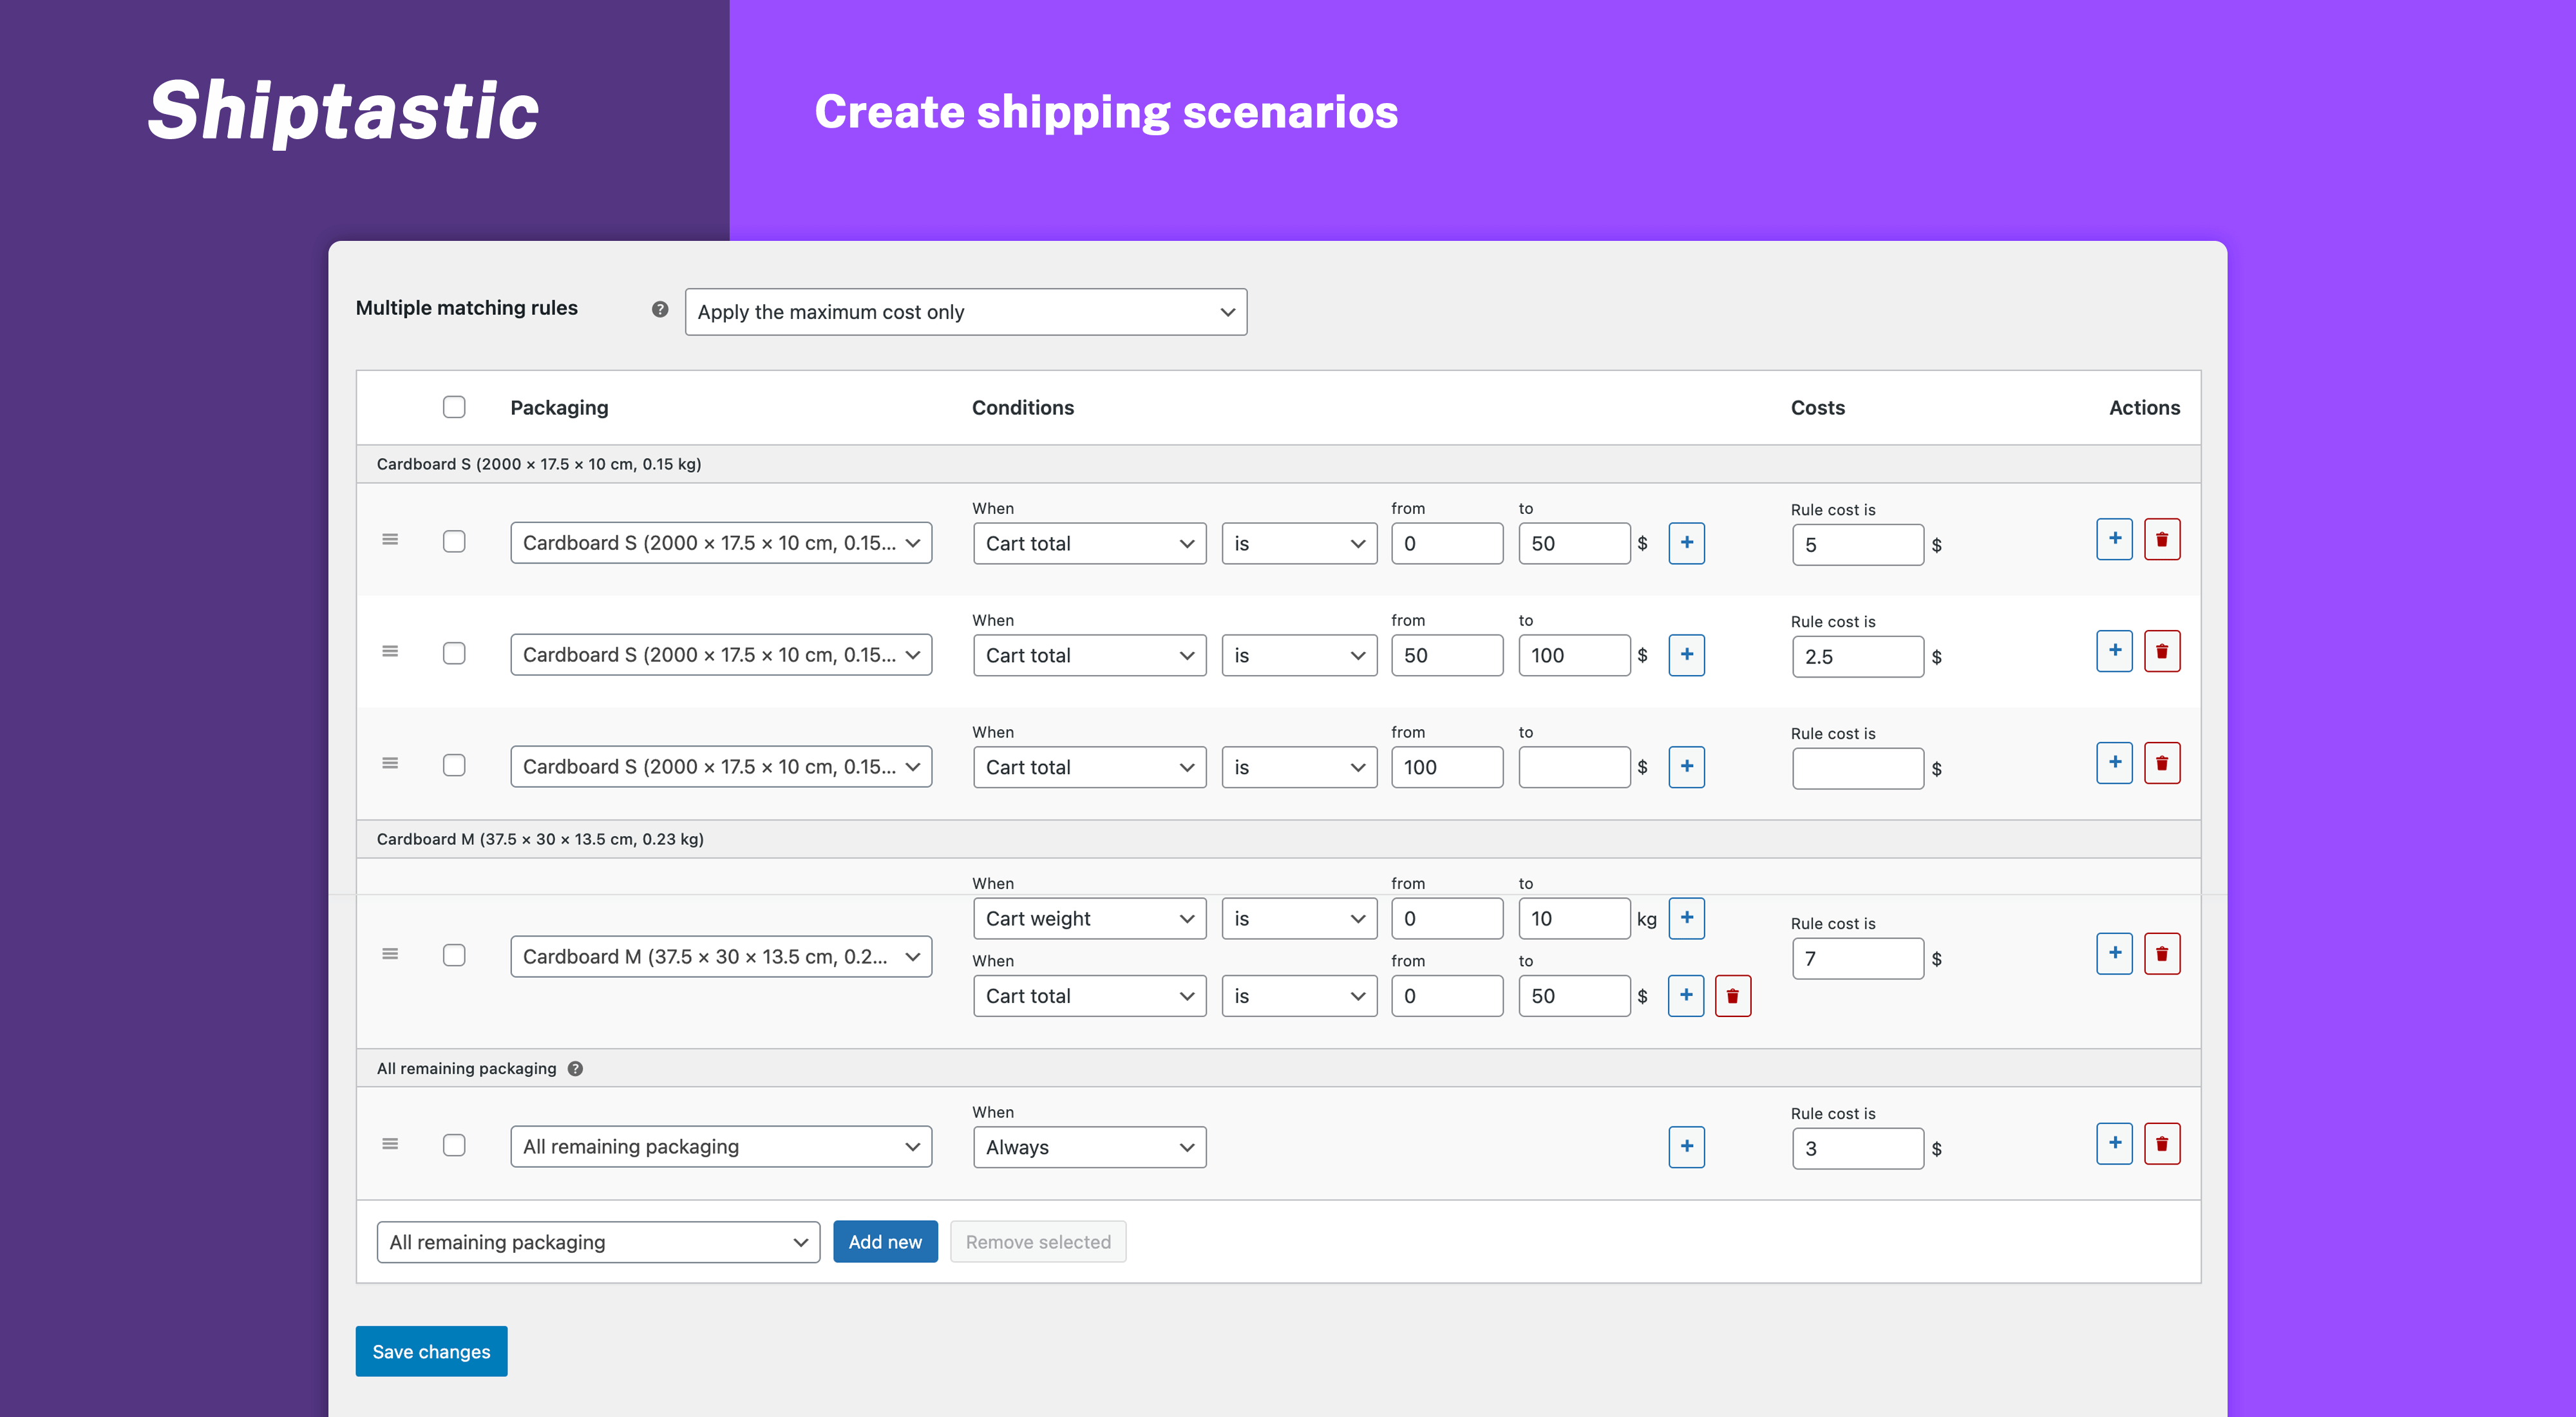 Shiptastic
Create shipping scenarios
Multiple matching rules ? Apply the maximum cost only
Packaging Conditions Costs Actions
Cardboard S (2000 × 17.5 × 10 cm, 0.15 kg)
When from to Rule cost is
Cardboard S (2000 × 17.5 × 10 cm, 0.15... Cart total is 0 50 $ + 5 $ +
When from to Rule cost is
Cardboard S (2000 × 17.5 × 10 cm, 0.15... Cart total is 50 100 $ + 2.5 $ +
When from to Rule cost is
Cardboard S (2000 × 17.5 × 10 cm, 0.15... Cart total is 100 $ + $ +
Cardboard M (37.5 × 30 × 13.5 cm, 0.23 kg)
When from to
Cart weight is 0 10 kg +
Rule cost is
Cardboard M (37.5 × 30 × 13.5 cm, 0.2... 7 $ +
When from to
Cart total is 0 50 $ +
All remaining packaging ?
When Rule cost is
All remaining packaging Always + 3 $ +
All remaining packaging Add new Remove selected
Save changes